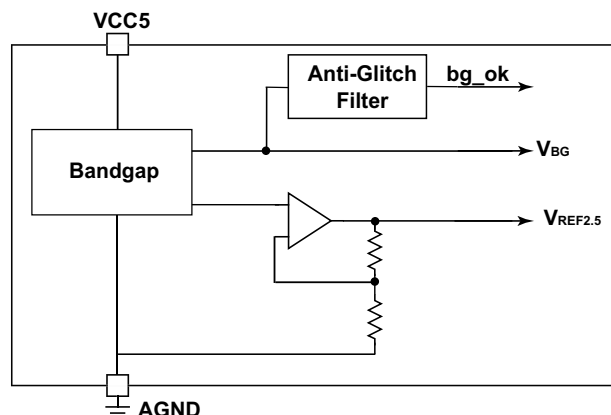 VCC5
Anti-Glitch
Filter
bg_ok
Bandgap
VBG
VREF2.5
AGND